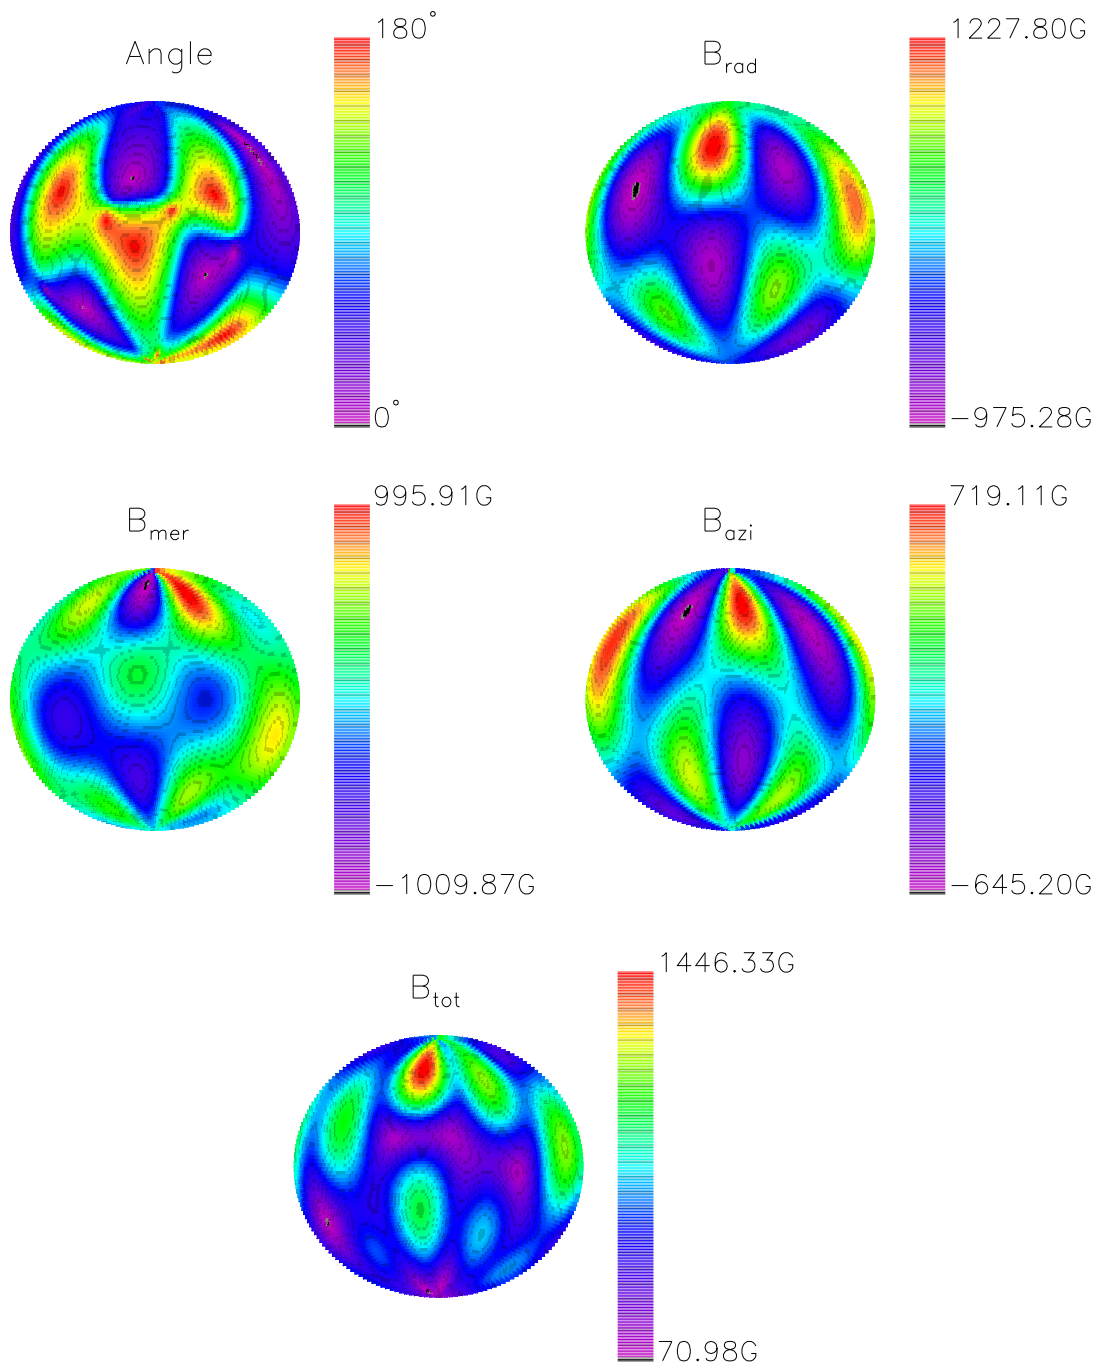 Angle
180°
0°
B_rad
1227.80G
−975.28G
B_mer
995.91G
−1009.87G
B_azi
719.11G
−645.20G
B_tot
1446.33G
70.98G